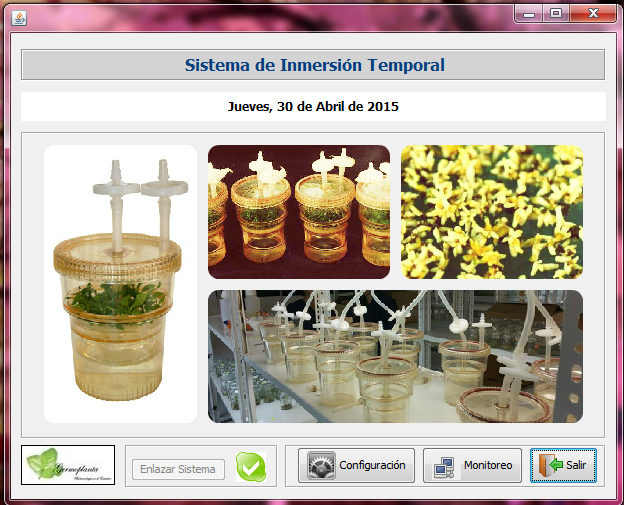 Sistema de Inmersión Temporal
Jueves, 30 de Abril de 2015
Germoplanta
Enlazar Sistema
Configuración
Monitoreo
Salir